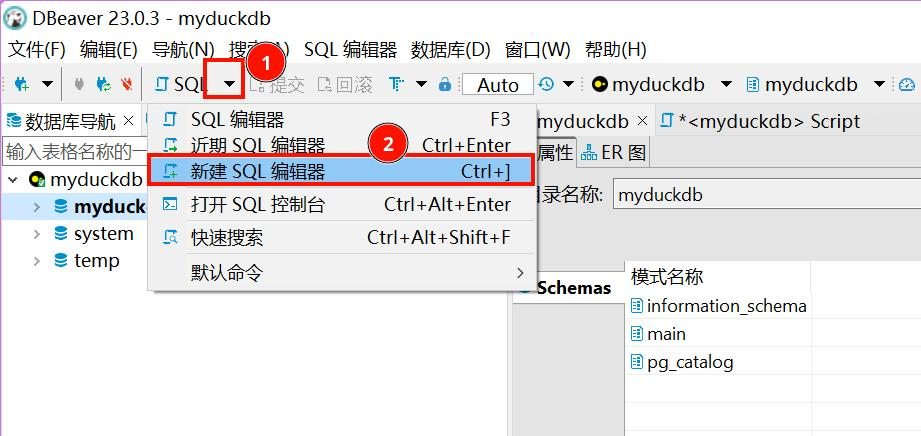 DBeaver 23.0.3 - myduckdb
文件(F) 编辑(E) 导航(N) 搜索(A) SQL 编辑器 数据库(D) 窗口(W) 帮助(H)
1
SQL 提交 回滚 Auto myduckdb myduckdb
数据库导航 myduckdb *<myduckdb> Script
SQL 编辑器 F3
输入表格名称的一 近期 SQL 编辑器 Ctrl+Enter 属性 ER 图
2
myduckdb 新建 SQL 编辑器 Ctrl+]
myduck 打开 SQL 控制台 Ctrl+Alt+Enter 录名称: myduckdb
system 快速搜索 Ctrl+Alt+Shift+F
temp 默认命令
Schemas 模式名称
information_schema
main
pg_catalog